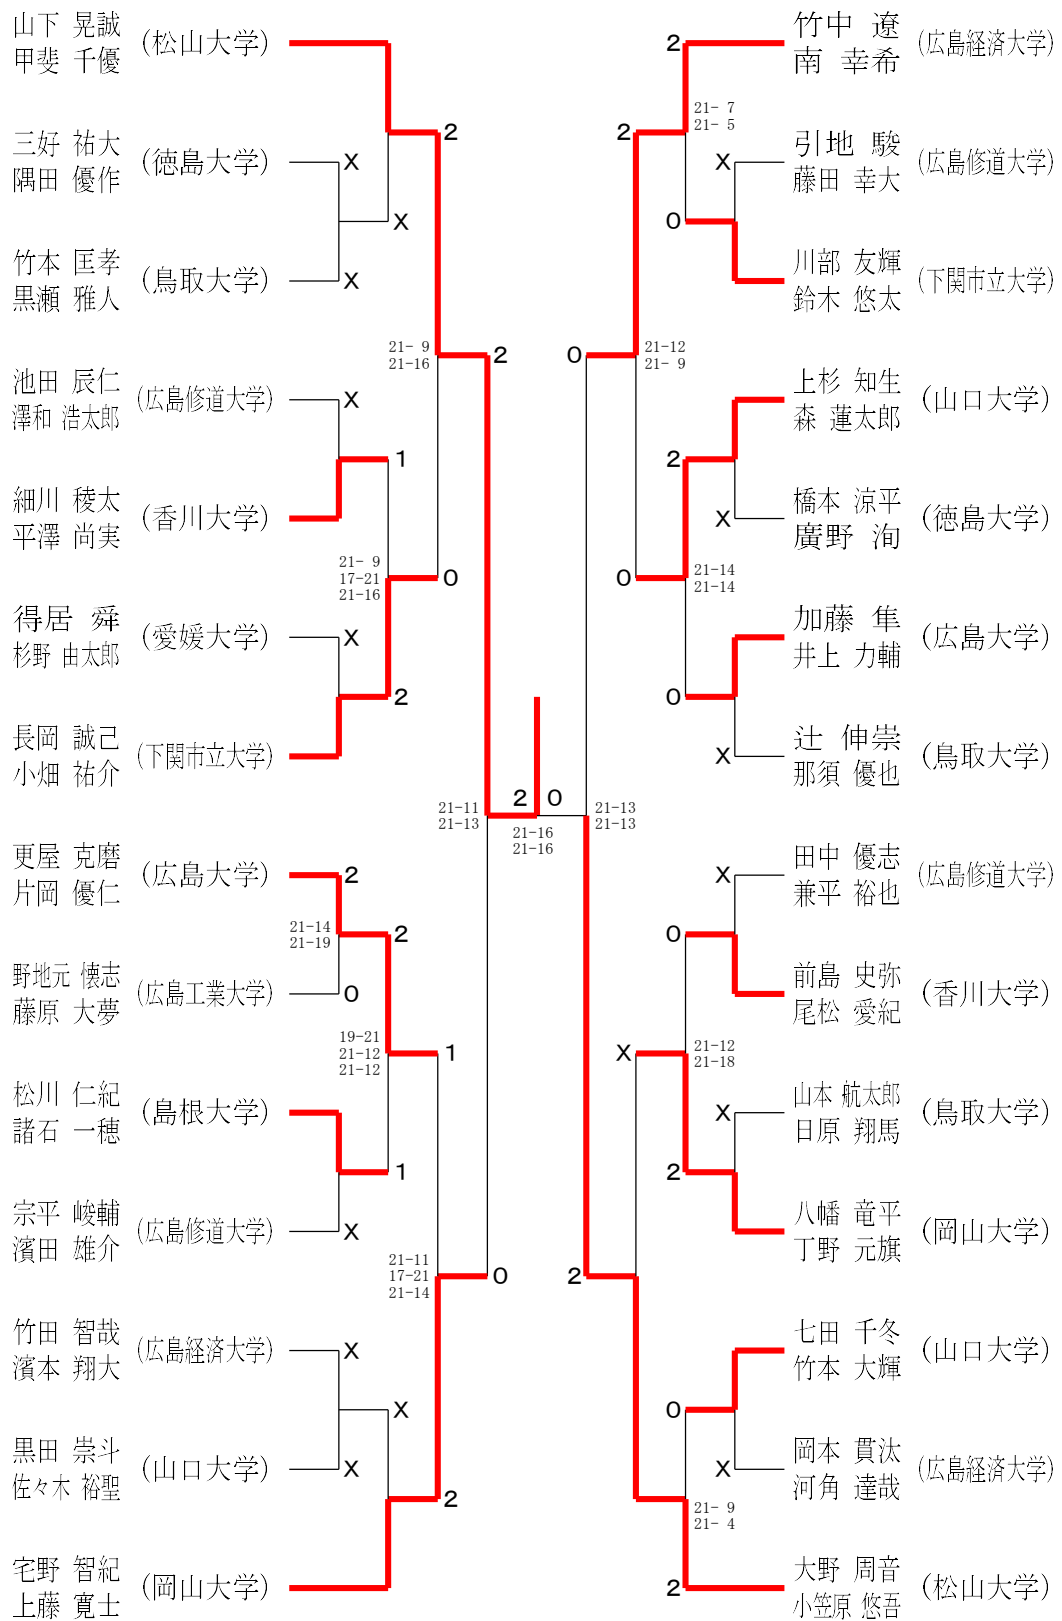 山下 晃誠
甲斐 千優
(松山大学)
三好 祐大
隅田 優作
(徳島大学)
X
竹本 匡孝
黒瀬 雅人
(鳥取大学)
X
X
2
池田 辰仁
澤和 浩太郎
(広島修道大学)
X
細川 稜太
平澤 尚実
(香川大学)
1
得居 舜
杉野 由太郎
(愛媛大学)
X
長岡 誠己
小畑 祐介
(下関市立大学)
2
21- 9
17-21
21-16
0
21- 9
21-16
2
更屋 克磨
片岡 優仁
(広島大学)
2
21-14
21-19
野地元 懐志
藤原 大夢
(広島工業大学)
0
2
松川 仁紀
諸石 一穂
(島根大学)
宗平 峻輔
濱田 雄介
(広島修道大学)
X
1
19-21
21-12
21-12
1
竹田 智哉
濱本 翔大
(広島経済大学)
X
黒田 崇斗
佐々木 裕聖
(山口大学)
X
X
宅野 智紀
上藤 寛士
(岡山大学)
2
21-11
17-21
21-14
0
21-11
21-13
2
0
21-16
21-16
竹中 遼
南 幸希
(広島経済大学)
2
21- 7
21- 5
引地 駿
藤田 幸大
(広島修道大学)
X
川部 友輝
鈴木 悠太
(下関市立大学)
0
2
上杉 知生
森 蓮太郎
(山口大学)
2
橋本 涼平
廣野 洵
(徳島大学)
X
加藤 隼
井上 力輔
(広島大学)
0
辻 伸崇
那須 優也
(鳥取大学)
X
21-14
21-14
0
21-12
21- 9
0
21-13
21-13
田中 優志
兼平 裕也
(広島修道大学)
X
前島 史弥
尾松 愛紀
(香川大学)
0
山本 航太郎
日原 翔馬
(鳥取大学)
X
八幡 竜平
丁野 元旗
(岡山大学)
2
21-12
21-18
X
七田 千冬
竹本 大輝
(山口大学)
0
岡本 貫汰
河角 達哉
(広島経済大学)
X
21- 9
21- 4
大野 周音
小笠原 悠吾
(松山大学)
2
2